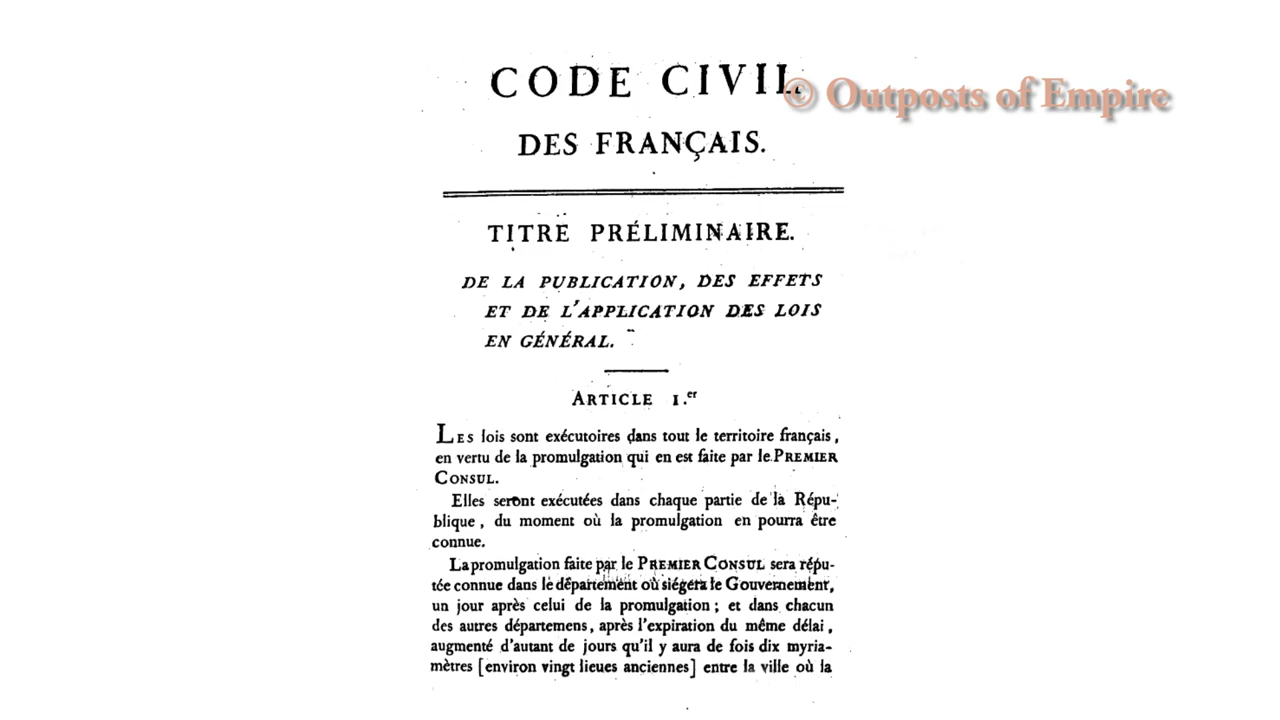 CODE CIVIL
© Outposts of Empire
DES FRANÇAIS.
TITRE PRÉLIMINAIRE.
DE LA PUBLICATION, DES EFFETS
ET DE L'APPLICATION DES LOIS
EN GÉNÉRAL.
ARTICLE 1.er
LES lois sont exécutoires dans tout le territoire français,
en vertu de la promulgation qui en est faite par le PREMIER
CONSUL.
Elles seront exécutées dans chaque partie de la Répu-
blique, du moment où la promulgation en pourra être
connue.
La promulgation faite par le PREMIER CONSUL sera répu-
tée connue dans le département où siégera le Gouvernement,
un jour après celui de la promulgation; et dans chacun
des autres départemens, après l'expiration du même délai,
augmenté d'autant de jours qu'il y aura de fois dix myria-
mètres [environ vingt lieues anciennes] entre la ville où la